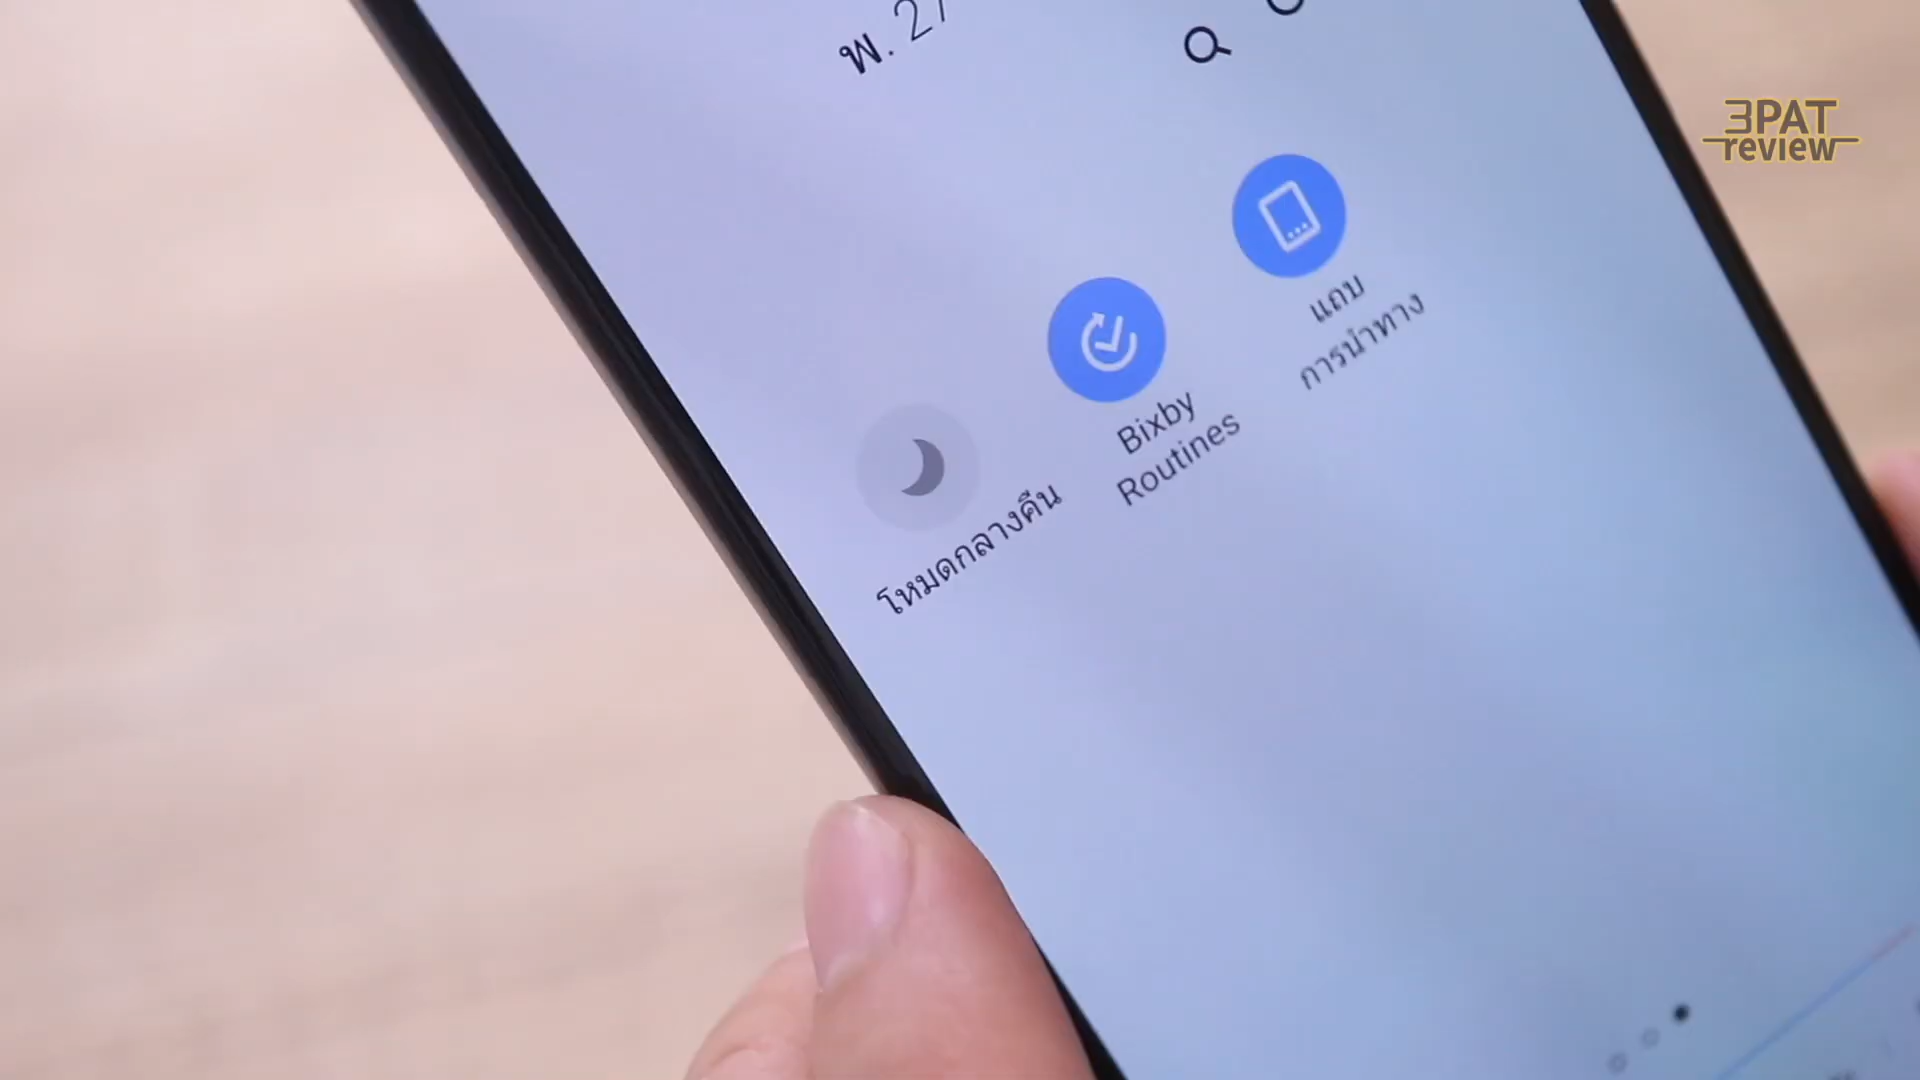 พ. 27
3PAT
review
แถบ
การนำทาง
Bixby
Routines
โหมดกลางคืน